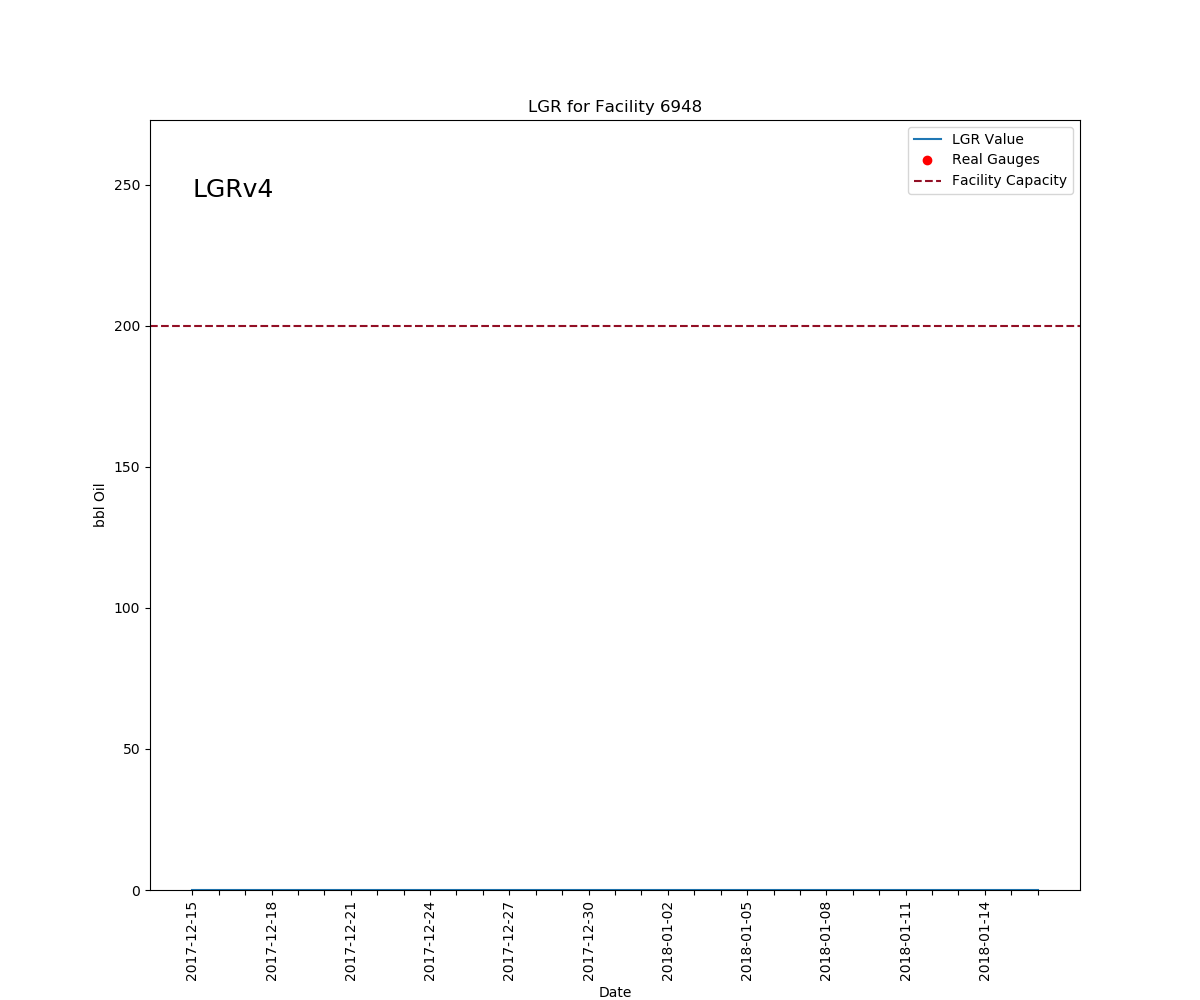 LGR for Facility 6948
LGR Value
Real Gauges
Facility Capacity
LGRv4
250
200
150
100
50
0
bbl Oil
2017-12-15
2017-12-18
2017-12-21
2017-12-24
2017-12-27
2017-12-30
2018-01-02
2018-01-05
2018-01-08
2018-01-11
2018-01-14
Date